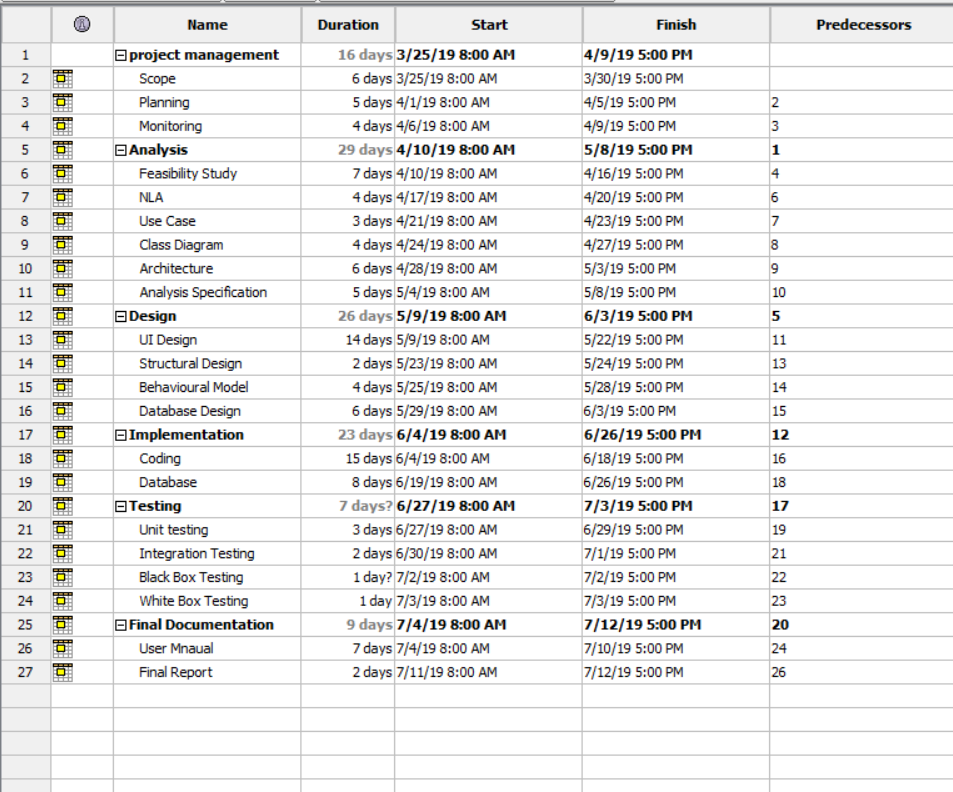 Name Duration Start Finish Predecessors
1 project management 16 days 3/25/19 8:00 AM 4/9/19 5:00 PM
2 Scope 6 days 3/25/19 8:00 AM 3/30/19 5:00 PM
3 Planning 5 days 4/1/19 8:00 AM 4/5/19 5:00 PM 2
4 Monitoring 4 days 4/6/19 8:00 AM 4/9/19 5:00 PM 3
5 Analysis 29 days 4/10/19 8:00 AM 5/8/19 5:00 PM 1
6 Feasibility Study 7 days 4/10/19 8:00 AM 4/16/19 5:00 PM 4
7 NLA 4 days 4/17/19 8:00 AM 4/20/19 5:00 PM 6
8 Use Case 3 days 4/21/19 8:00 AM 4/23/19 5:00 PM 7
9 Class Diagram 4 days 4/24/19 8:00 AM 4/27/19 5:00 PM 8
10 Architecture 6 days 4/28/19 8:00 AM 5/3/19 5:00 PM 9
11 Analysis Specification 5 days 5/4/19 8:00 AM 5/8/19 5:00 PM 10
12 Design 26 days 5/9/19 8:00 AM 6/3/19 5:00 PM 5
13 UI Design 14 days 5/9/19 8:00 AM 5/22/19 5:00 PM 11
14 Structural Design 2 days 5/23/19 8:00 AM 5/24/19 5:00 PM 13
15 Behavioural Model 4 days 5/25/19 8:00 AM 5/28/19 5:00 PM 14
16 Database Design 6 days 5/29/19 8:00 AM 6/3/19 5:00 PM 15
17 Implementation 23 days 6/4/19 8:00 AM 6/26/19 5:00 PM 12
18 Coding 15 days 6/4/19 8:00 AM 6/18/19 5:00 PM 16
19 Database 8 days 6/19/19 8:00 AM 6/26/19 5:00 PM 18
20 Testing 7 days? 6/27/19 8:00 AM 7/3/19 5:00 PM 17
21 Unit testing 3 days 6/27/19 8:00 AM 6/29/19 5:00 PM 19
22 Integration Testing 2 days 6/30/19 8:00 AM 7/1/19 5:00 PM 21
23 Black Box Testing 1 day? 7/2/19 8:00 AM 7/2/19 5:00 PM 22
24 White Box Testing 1 day 7/3/19 8:00 AM 7/3/19 5:00 PM 23
25 Final Documentation 9 days 7/4/19 8:00 AM 7/12/19 5:00 PM 20
26 User Mnaual 7 days 7/4/19 8:00 AM 7/10/19 5:00 PM 24
27 Final Report 2 days 7/11/19 8:00 AM 7/12/19 5:00 PM 26